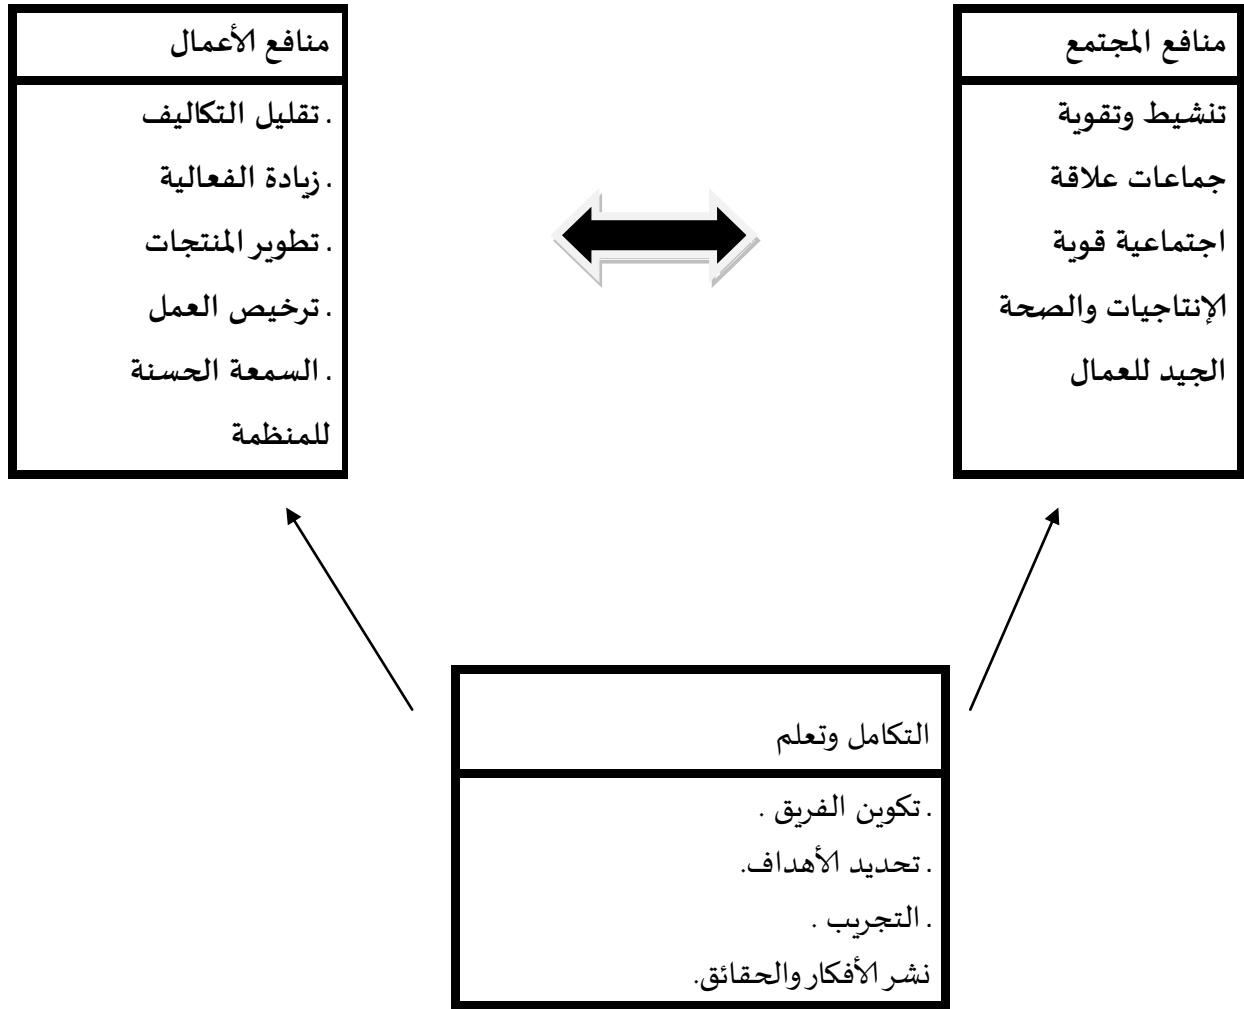 منافع المجتمع
تنشيط وتقوية
جماعات علاقة
اجتماعية قوية
الإنتاجيات والصحة
الجيد للعمال
منافع الأعمال
. تقليل التكاليف
. زيادة الفعالية
. تطوير المنتجات
. ترخيص العمل
. السمعة الحسنة
للمنظمة
التكامل وتعلم
. تكوين الفريق .
. تحديد الأهداف.
. التجريب .
نشر الأفكار والحقائق.